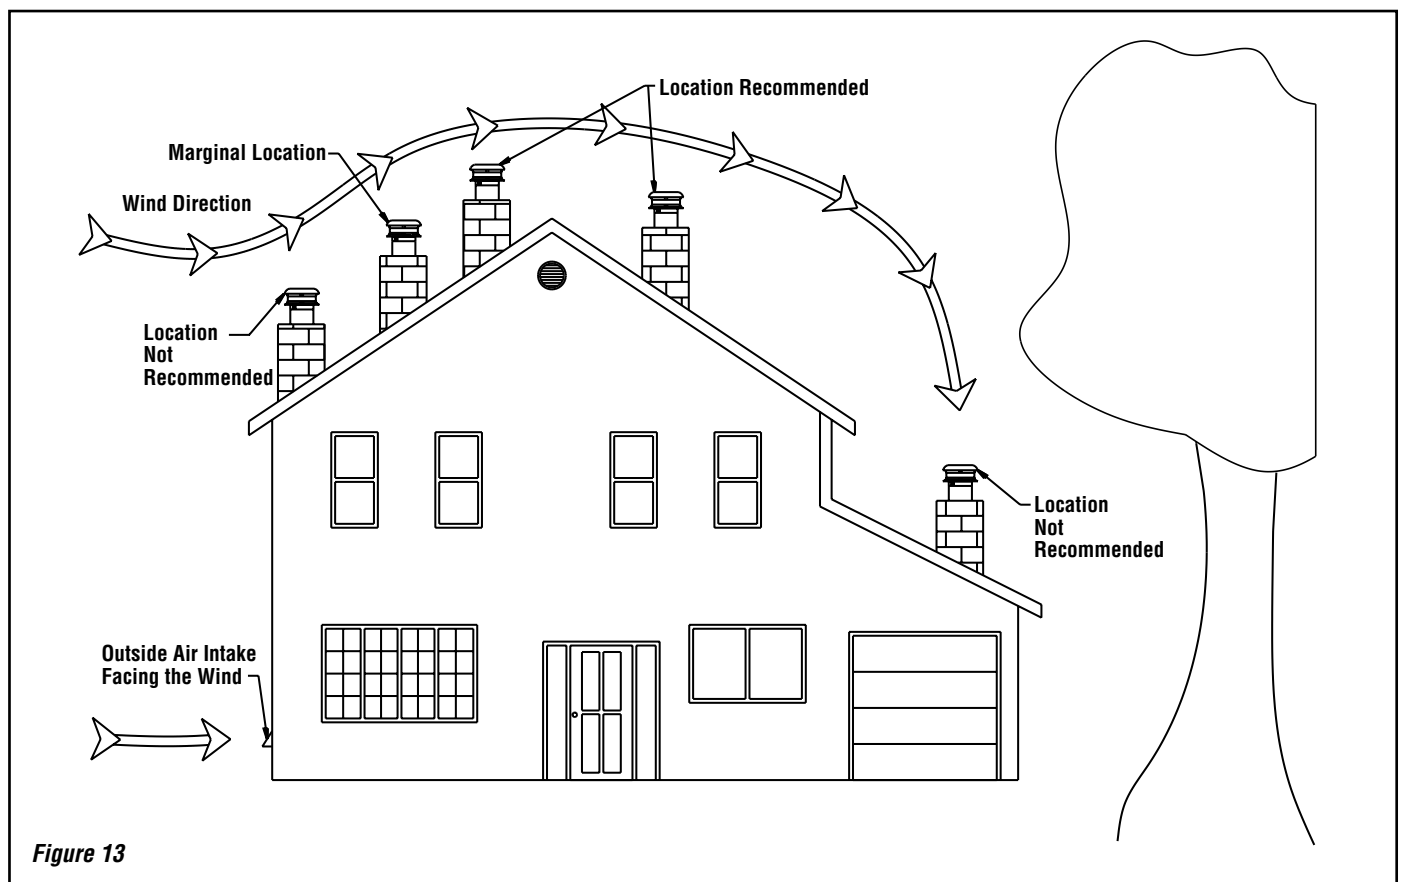 Location Recommended
Marginal Location
Wind Direction
Location
Not
Recommended
Location
Not
Recommended
Outside Air Intake
Facing the Wind
Figure 13